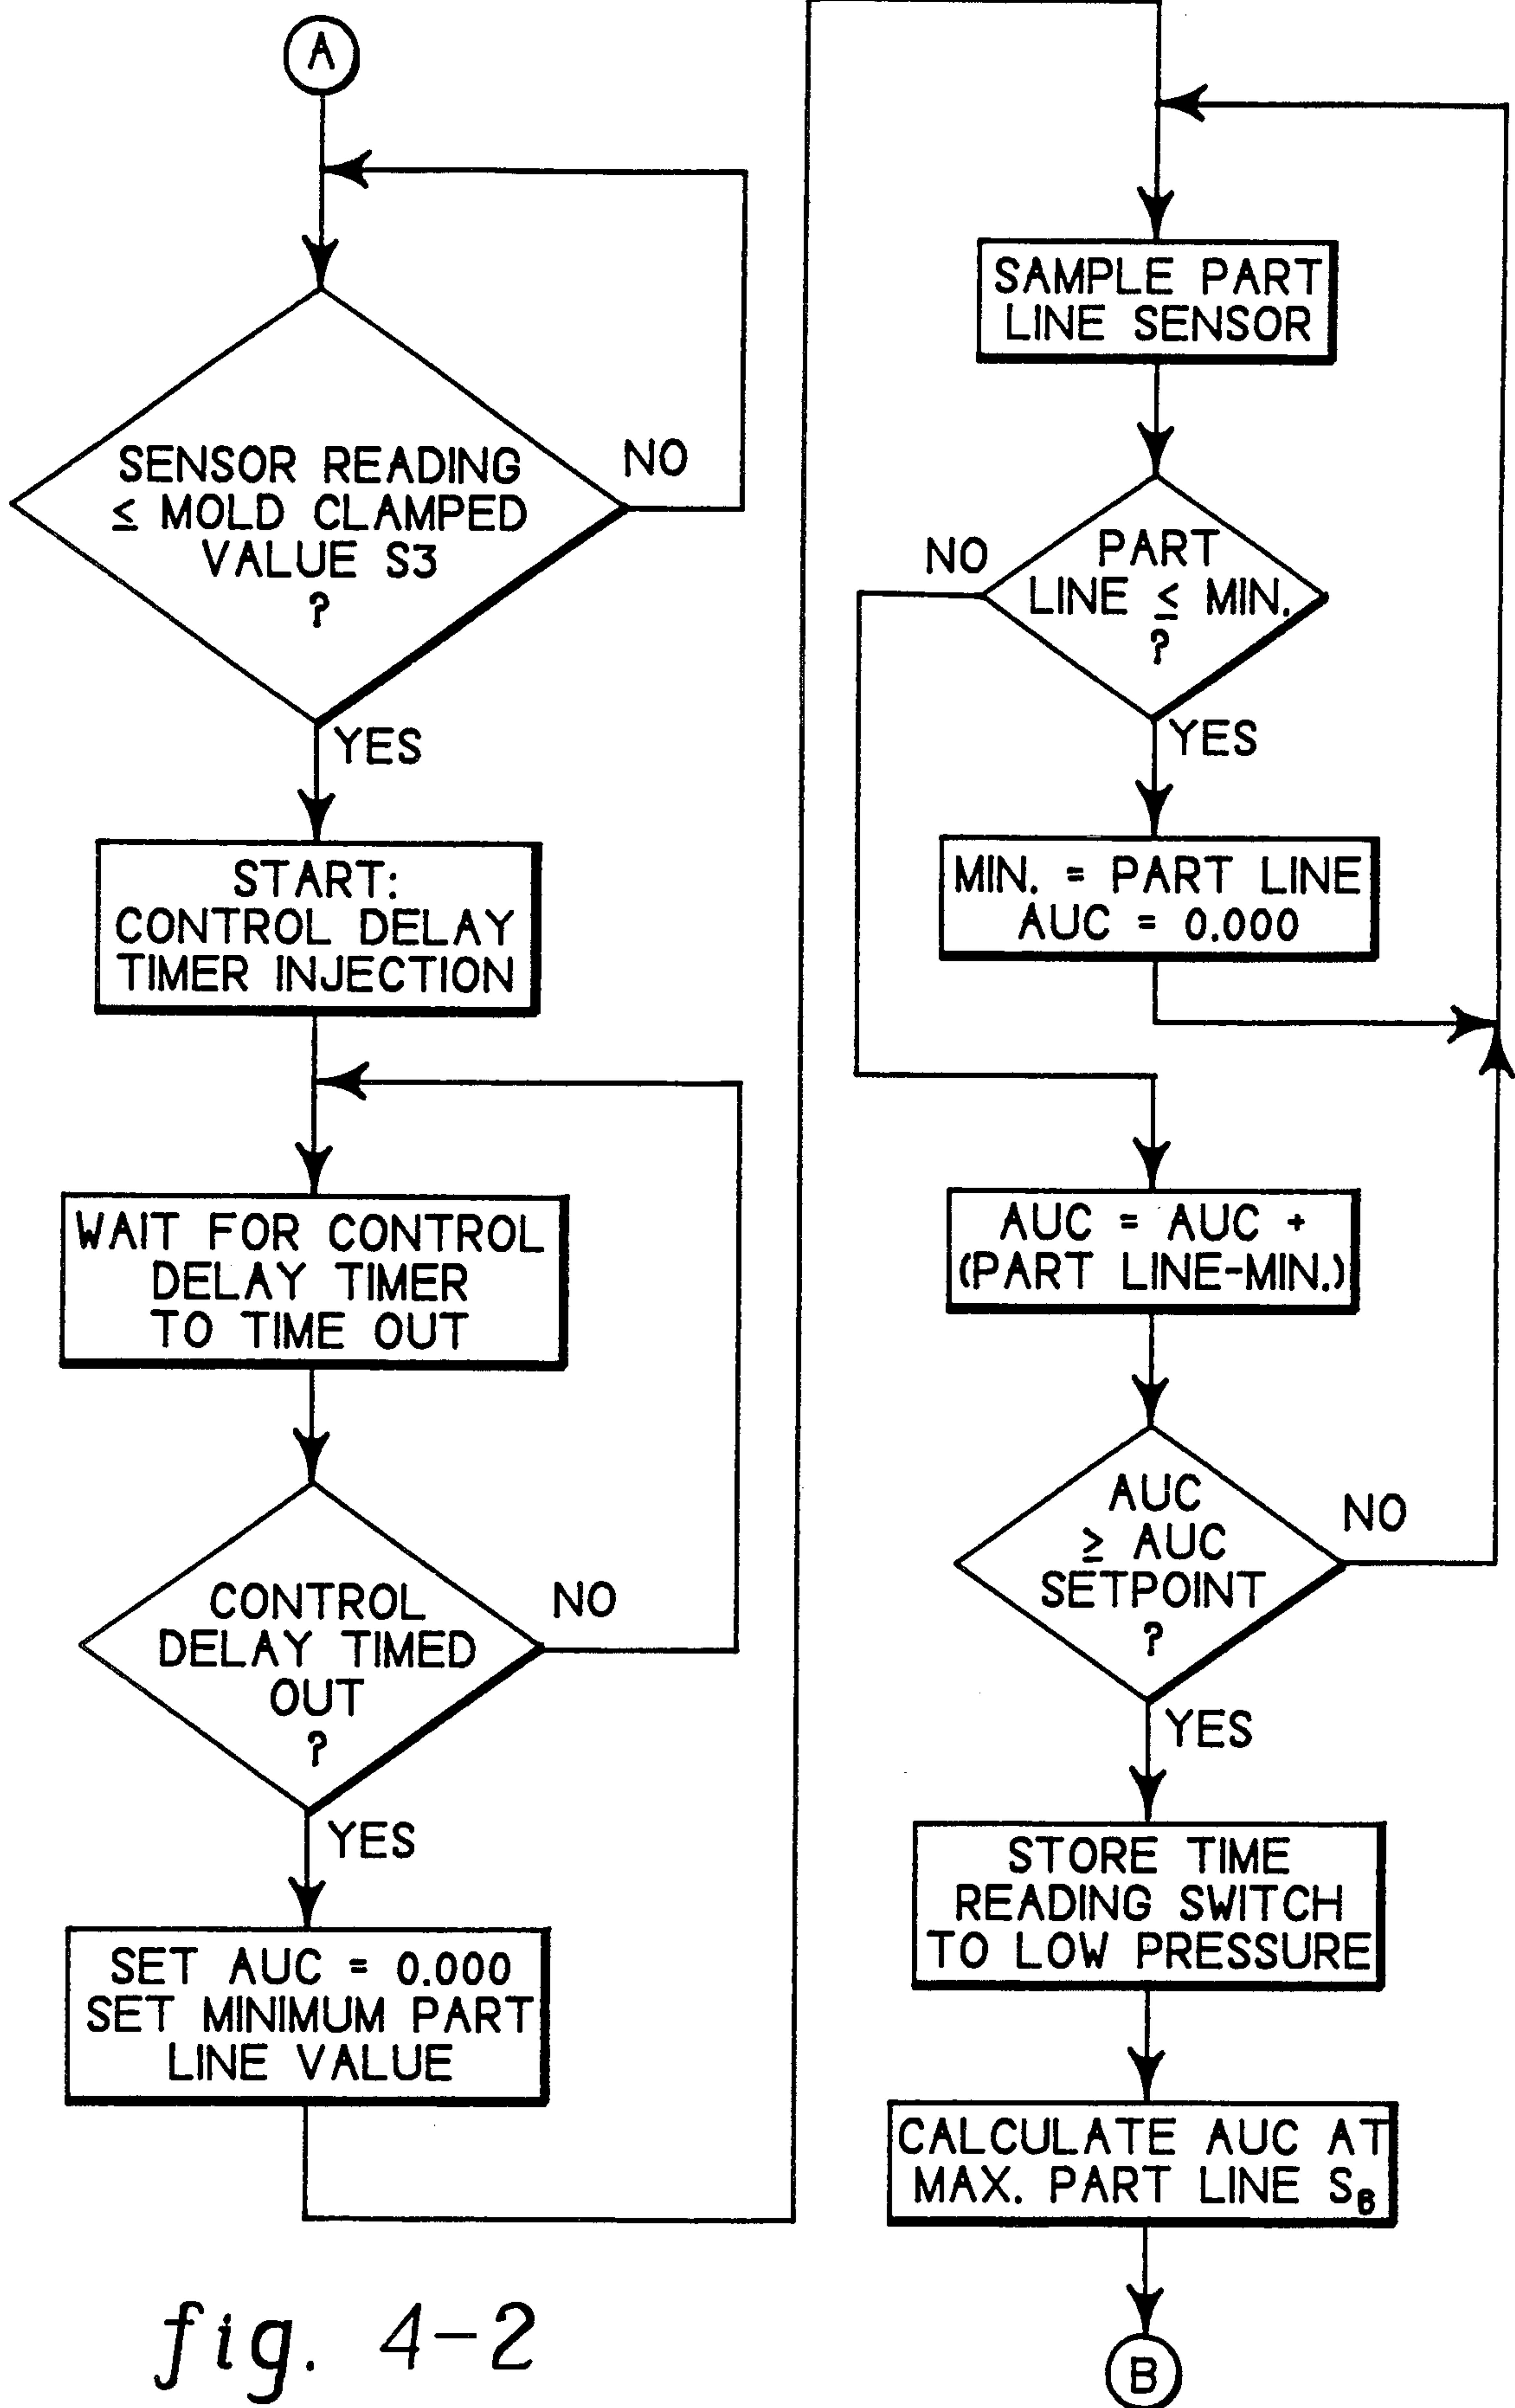 A
SENSOR READING
≤ MOLD CLAMPED
VALUE S3
?
NO
YES
START:
CONTROL DELAY
TIMER INJECTION
WAIT FOR CONTROL
DELAY TIMER
TO TIME OUT
CONTROL
DELAY TIMED
OUT
?
NO
YES
SET AUC = 0.000
SET MINIMUM PART
LINE VALUE
SAMPLE PART
LINE SENSOR
PART
LINE ≤ MIN.
?
NO
YES
MIN. = PART LINE
AUC = 0.000
AUC = AUC +
(PART LINE-MIN.)
AUC
≥ AUC
SETPOINT
?
NO
YES
STORE TIME
READING SWITCH
TO LOW PRESSURE
CALCULATE AUC AT
MAX. PART LINE S₆
B
fig. 4-2